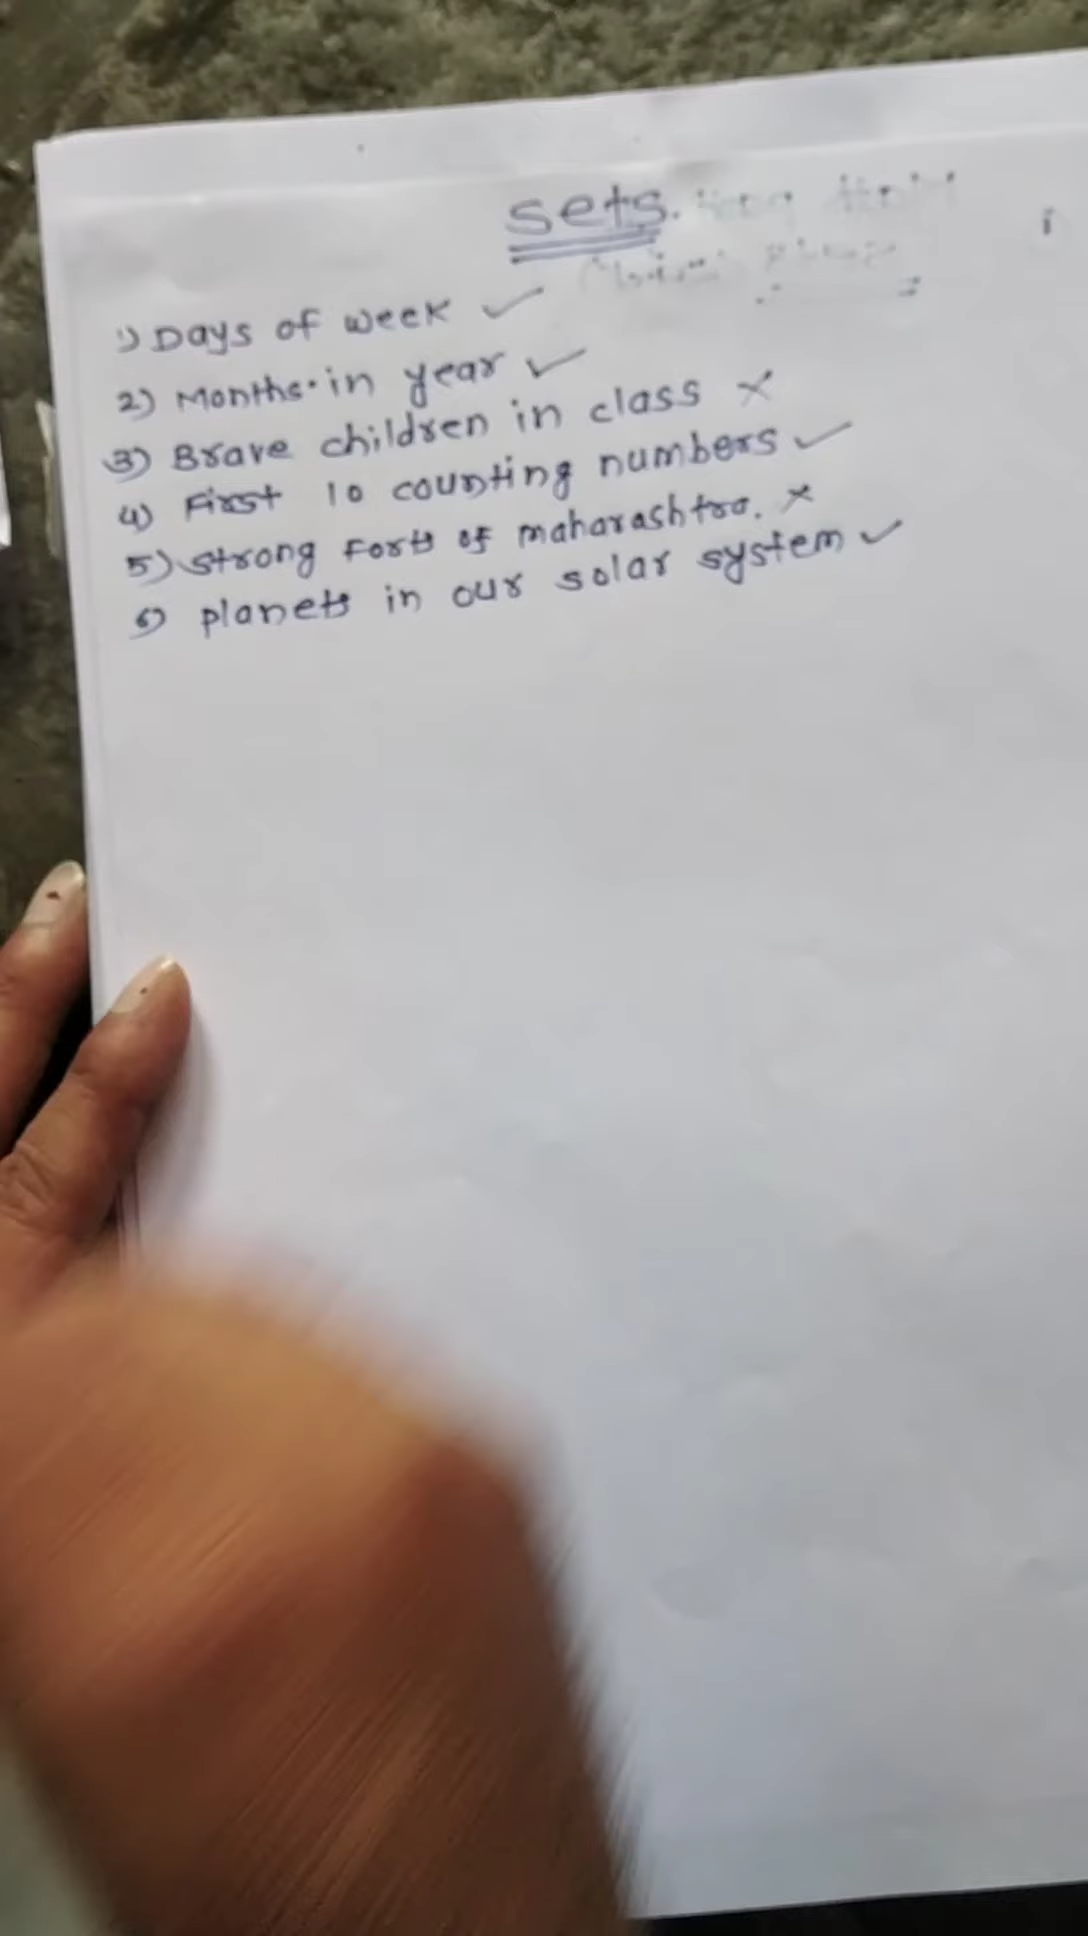 sets.
1) Days of week ✓
2) Months in year ✓
3) Brave children in class ×
4) First 10 counting numbers ✓
5) strong forts of maharashtra. ×
6) planets in our solar system ✓